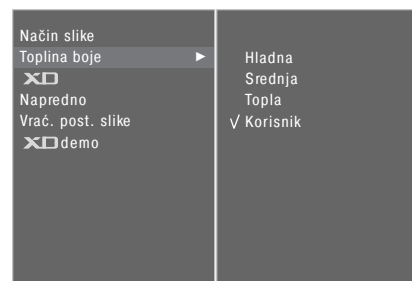 Način slike
Toplina boje ►
XD
Napredno
Vrać. post. slike
XD demo
Hladna
Srednja
Topla
√ Korisnik